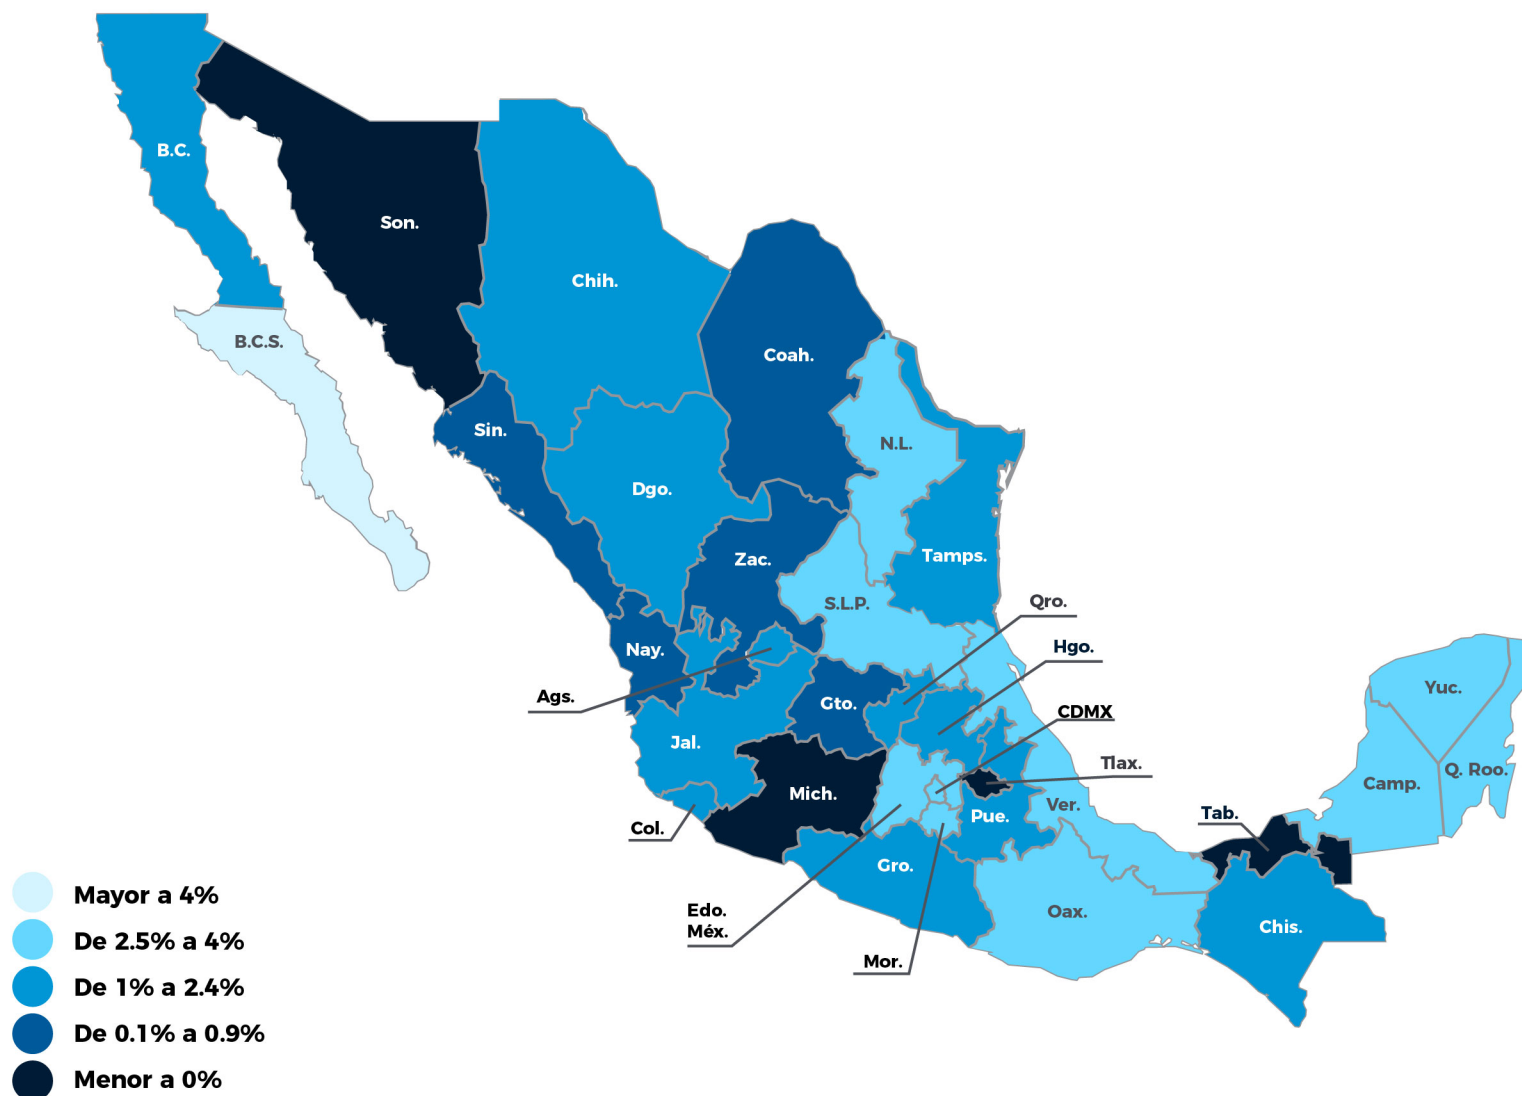 B.C.
Son.
Chih.
B.C.S.
Coah.
Sin.
N.L.
Dgo.
Tamps.
Zac.
S.L.P.
Qro.
Nay.
Hgo.
Ags.
Gto.
CDMX
Yuc.
Jal.
Tlax.
Q. Roo.
Mich.
Camp.
Ver.
Tab.
Pue.
Col.
Gro.
Edo.
Méx.
Oax.
Chis.
Mor.
Mayor a 4%
De 2.5% a 4%
De 1% a 2.4%
De 0.1% a 0.9%
Menor a 0%